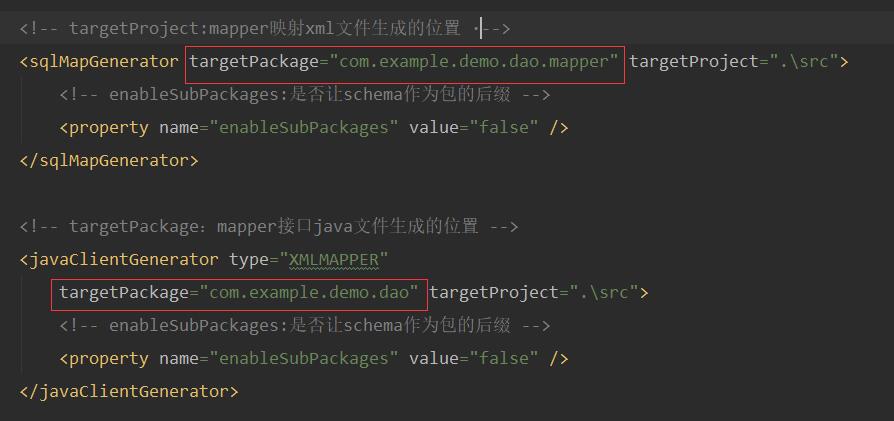 <!-- targetProject:mapper映射xml文件生成的位置 -->
<sqlMapGenerator targetPackage="com.example.demo.dao.mapper" targetProject=".\src">
<!-- enableSubPackages:是否让schema作为包的后缀 -->
<property name="enableSubPackages" value="false" />
</sqlMapGenerator>
<!-- targetPackage：mapper接口java文件生成的位置 -->
<javaClientGenerator type="XMLMAPPER"
targetPackage="com.example.demo.dao" targetProject=".\src">
<!-- enableSubPackages:是否让schema作为包的后缀 -->
<property name="enableSubPackages" value="false" />
</javaClientGenerator>